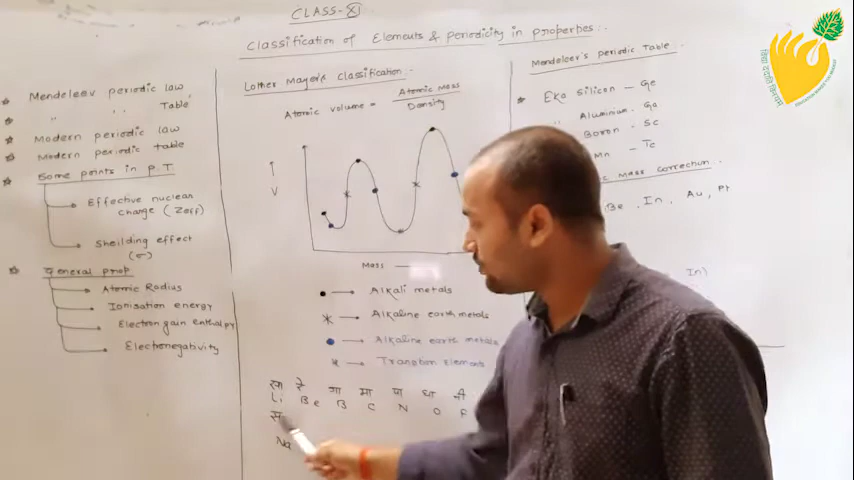 CLASS-XI
Classification of Elements & periodicity in properties:-
Mendeleev periodic law
" " Table
Modern periodic law
Modern periodic table
Some points in P.T
Effective nuclear
charge (Zeff)
Sheilding effect
(σ)
General prop
Atomic Radius
Ionisation energy
Electron gain enthalpy
Electronegativity
Lother Mayer's classification:-
Atomic volume = Atomic Mass
Density
V
Mass
Alkali metals
Alkaline earth metals
Alkaline earth metals
Transition elements
सा रे गा मा पा धा नी
Li Be B C N O F
सा
Na
Mendeleev's periodic Table:-
Eka Silicon - Ge
" Aluminium - Ga
Boron - Sc
Mn - Tc
Mass correction
Be, In, Au, Pt
In)